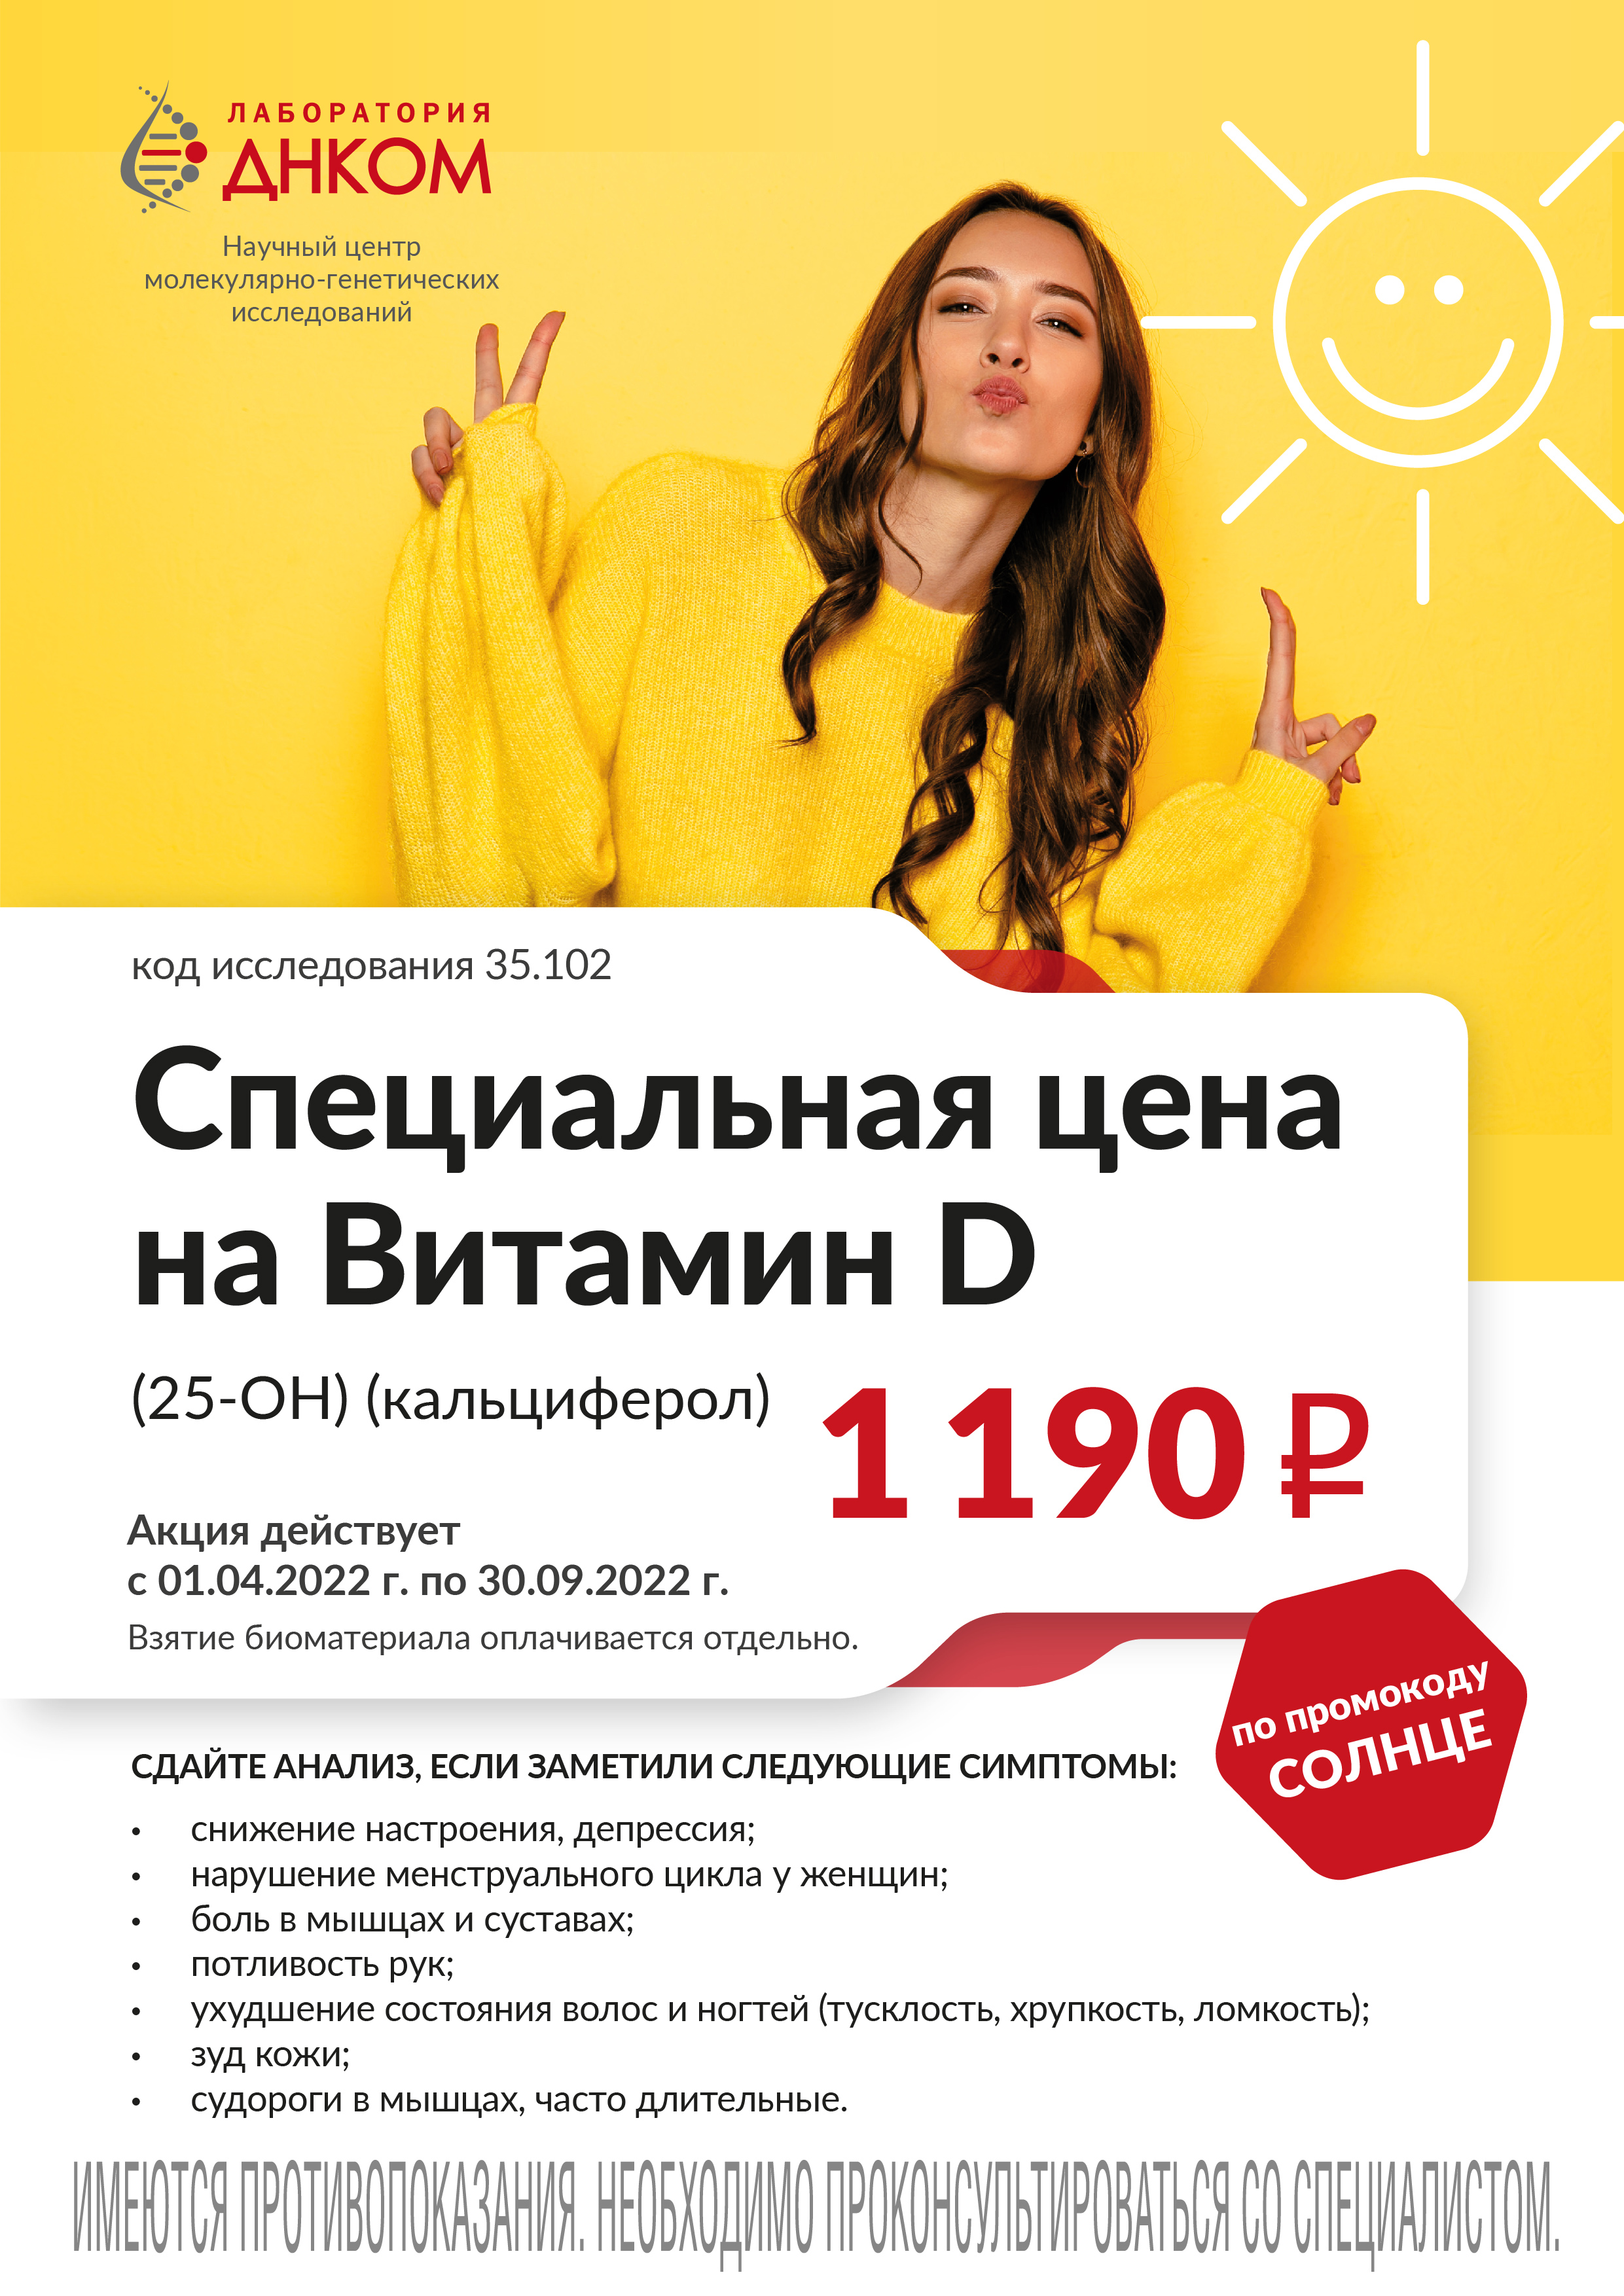 ЛАБОРАТОРИЯ
ДНКОМ
Научный центр
молекулярно-генетических
исследований
код исследования 35.102
Специальная цена
на Витамин D
(25-ОН) (кальциферол)
1 190 ₽
Акция действует
с 01.04.2022 г. по 30.09.2022 г.
Взятие биоматериала оплачивается отдельно.
по промокоду
СОЛНЦЕ
СДАЙТЕ АНАЛИЗ, ЕСЛИ ЗАМЕТИЛИ СЛЕДУЮЩИЕ СИМПТОМЫ:
• снижение настроения, депрессия;
• нарушение менструального цикла у женщин;
• боль в мышцах и суставах;
• потливость рук;
• ухудшение состояния волос и ногтей (тусклость, хрупкость, ломкость);
• зуд кожи;
• судороги в мышцах, часто длительные.
ИМЕЮТСЯ ПРОТИВОПОКАЗАНИЯ. НЕОБХОДИМО ПРОКОНСУЛЬТИРОВАТЬСЯ СО СПЕЦИАЛИСТОМ.